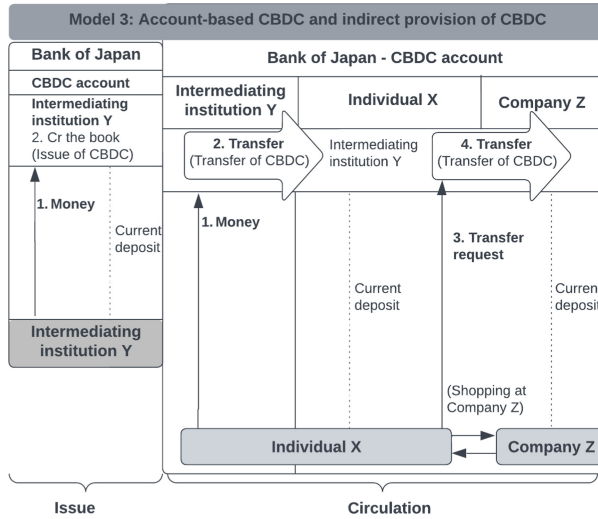 Model 3: Account-based CBDC and indirect provision of CBDC
Bank of Japan
CBDC account
Intermediating
institution Y
2. Cr the book
(Issue of CBDC)
1. Money
Current
deposit
Intermediating
institution Y
Issue
Bank of Japan - CBDC account
Intermediating
institution Y
Individual X
Company Z
2. Transfer
(Transfer of CBDC)
Intermediating
institution Y
4. Transfer
(Transfer of CBDC)
1. Money
Current
deposit
3. Transfer
request
Curren
deposit
(Shopping at
Company Z)
Individual X
Company Z
Circulation